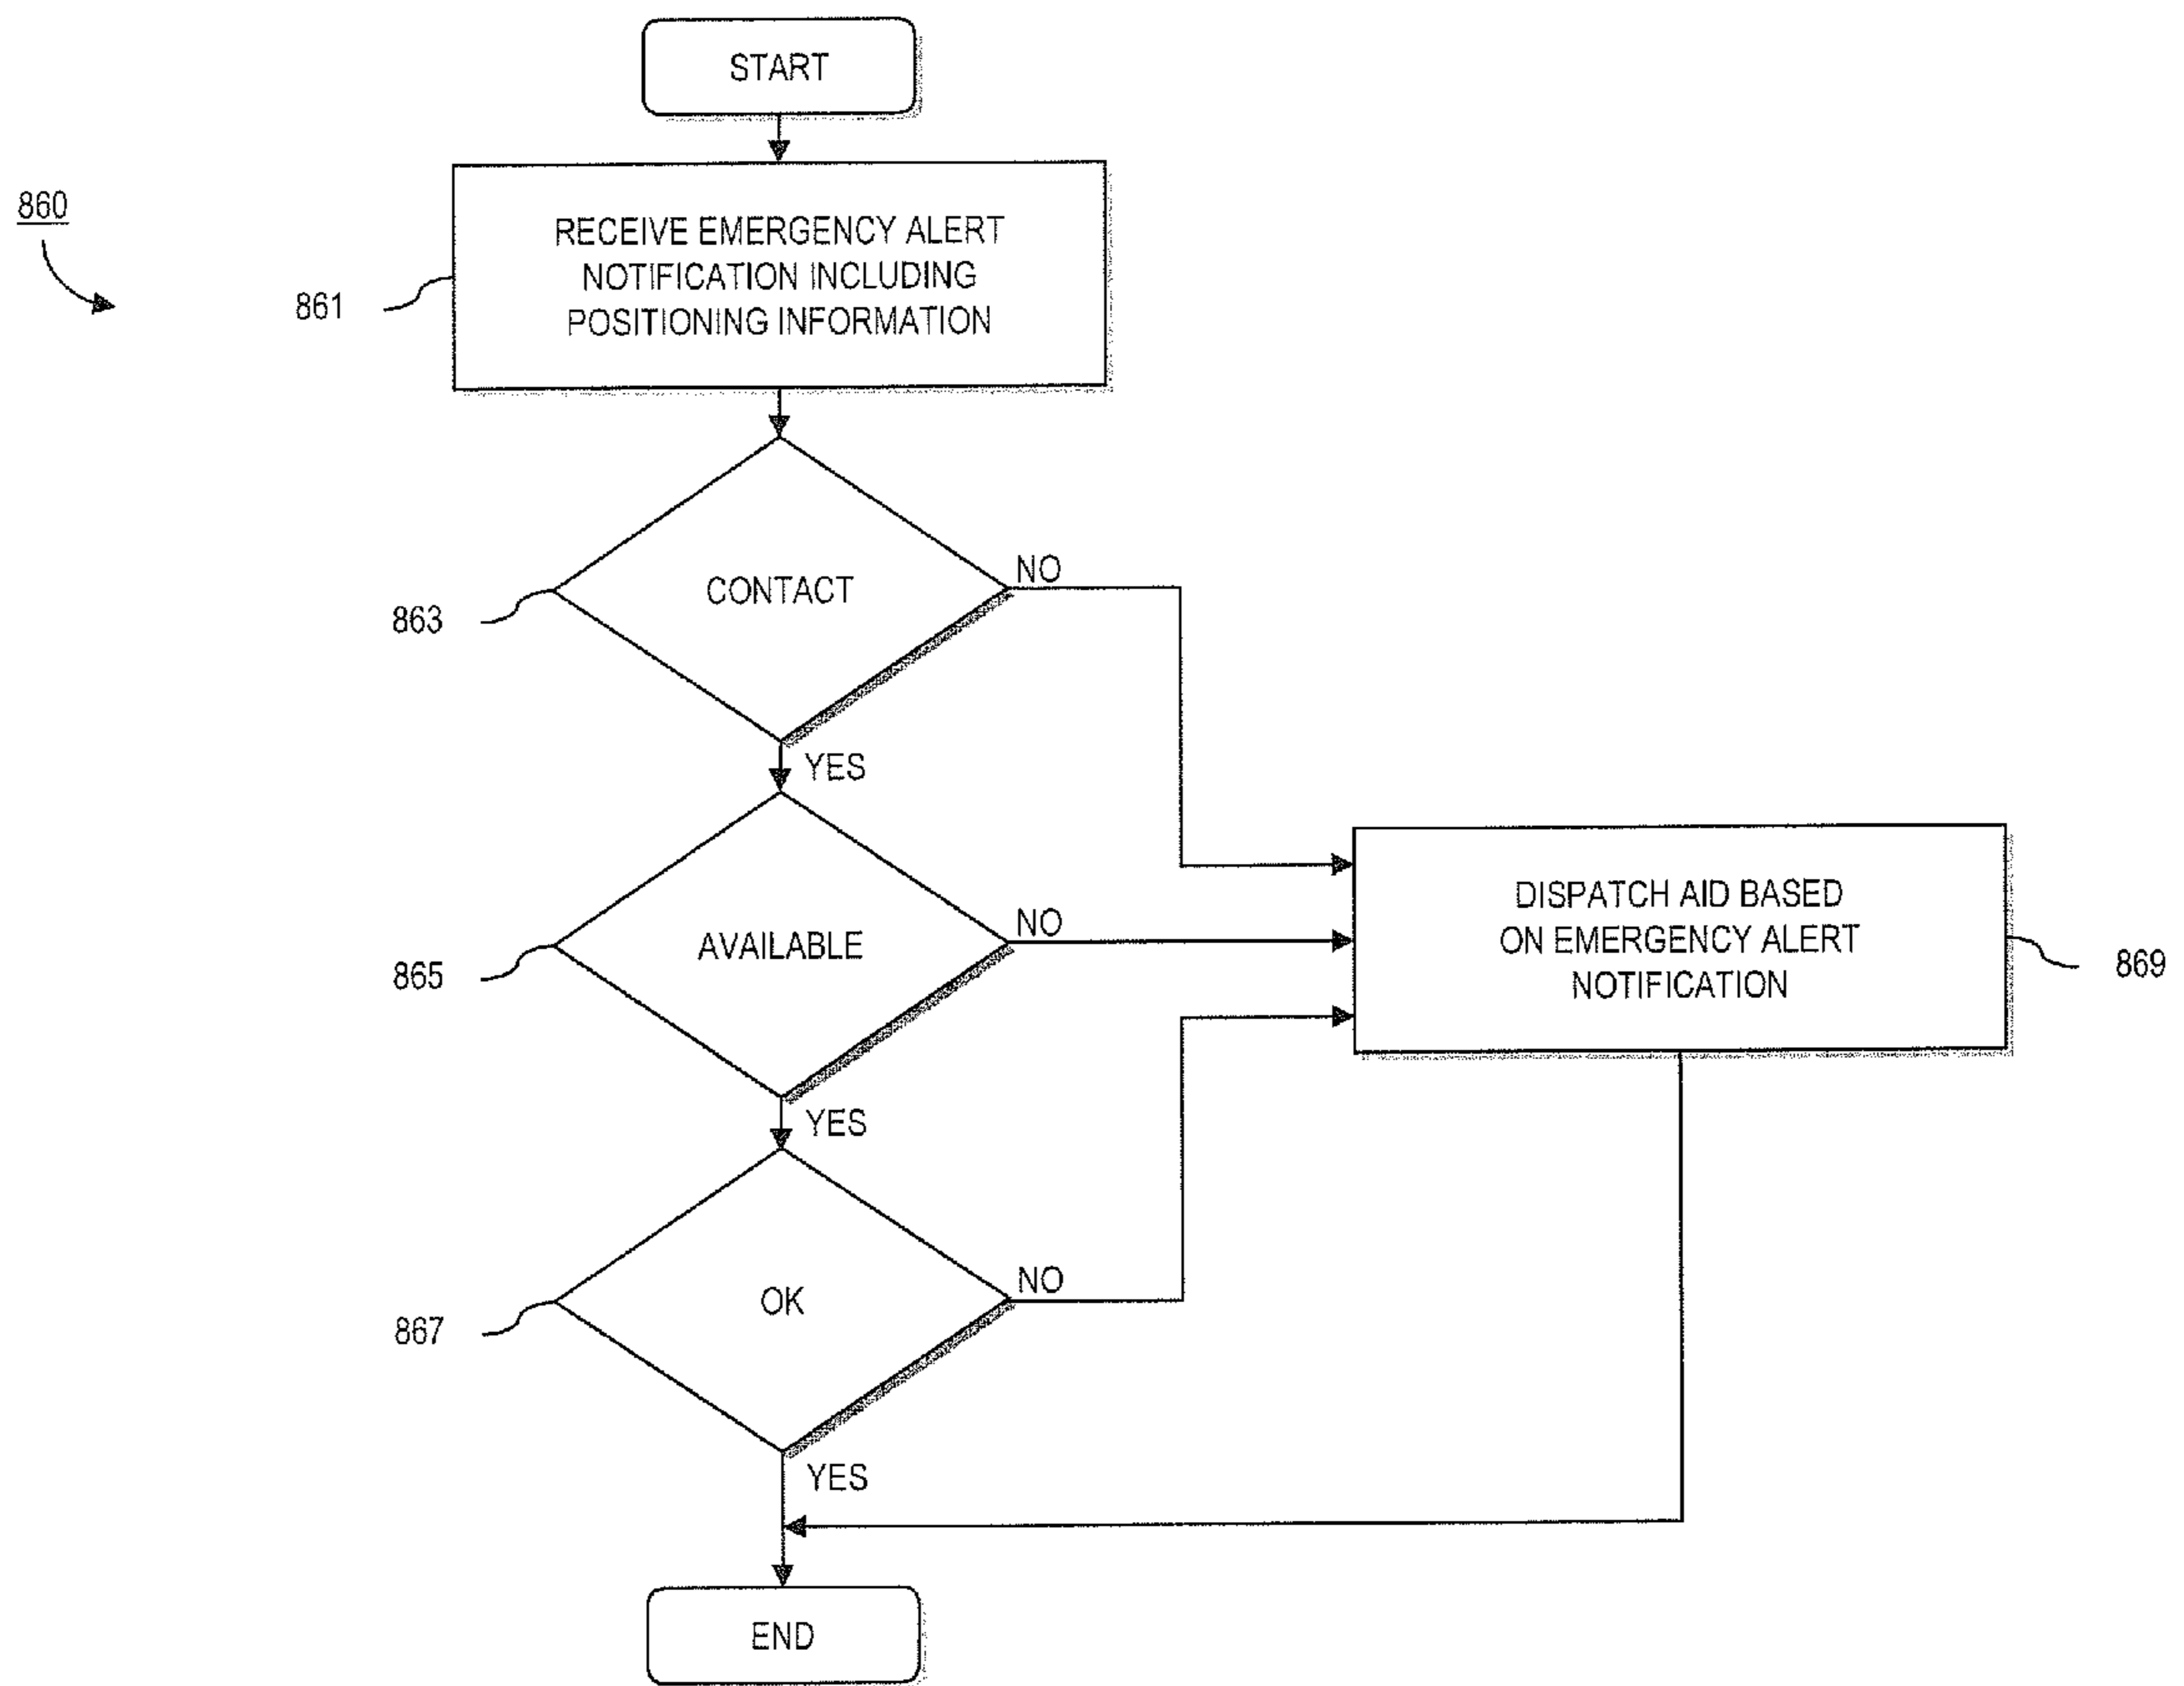 START
860
RECEIVE EMERGENCY ALERT
NOTIFICATION INCLUDING
POSITIONING INFORMATION
861
CONTACT
NO
863
YES
AVAILABLE
NO
865
DISPATCH AID BASED
ON EMERGENCY ALERT
NOTIFICATION
869
YES
OK
NO
867
YES
END